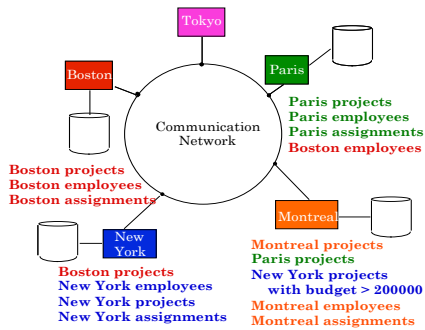 Tokyo
Boston
Paris
Paris projects
Paris employees
Paris assignments
Boston employees
Communication
Network
Boston projects
Boston employees
Boston assignments
Montreal
New
York
Boston projects
New York employees
New York projects
New York assignments
Montreal projects
Paris projects
New York projects
with budget > 200000
Montreal employees
Montreal assignments